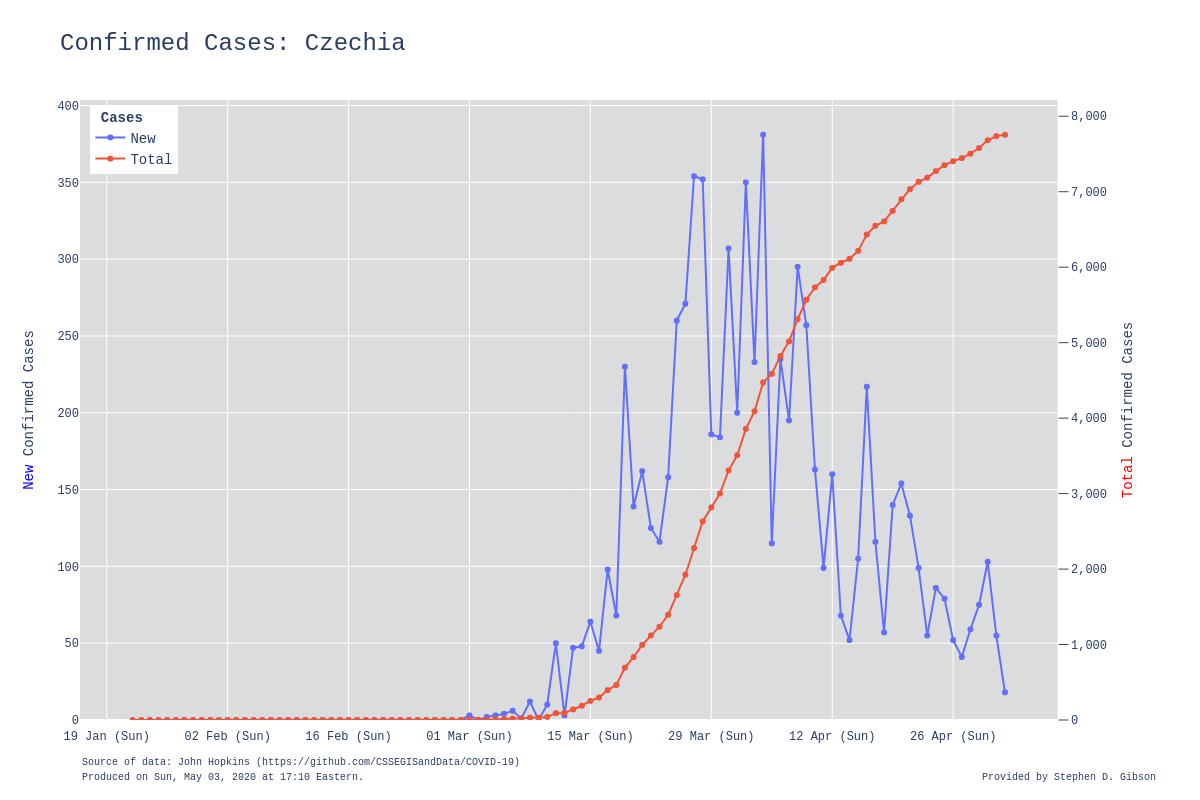 Confirmed Cases: Czechia
Cases
New
Total
400
350
300
250
200
150
100
50
0
8,000
7,000
6,000
5,000
4,000
3,000
2,000
1,000
0
New Confirmed Cases
Total Confirmed Cases
19 Jan (Sun) 02 Feb (Sun) 16 Feb (Sun) 01 Mar (Sun) 15 Mar (Sun) 29 Mar (Sun) 12 Apr (Sun) 26 Apr (Sun)
Source of data: John Hopkins (https://github.com/CSSEGISandData/COVID-19)
Produced on Sun, May 03, 2020 at 17:10 Eastern.
Provided by Stephen D. Gibson